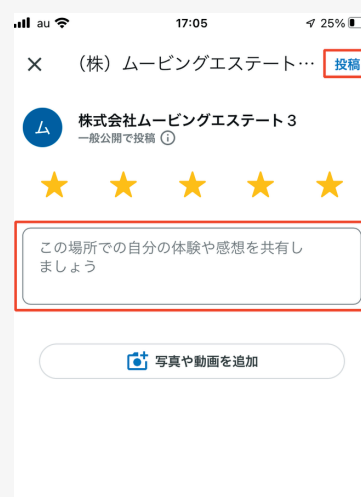 au 17:05 25%
（株）ムービングエステート… 投稿
ム 株式会社ムービングエステート３
一般公開で投稿
この場所での自分の体験や感想を共有し
ましょう
写真や動画を追加